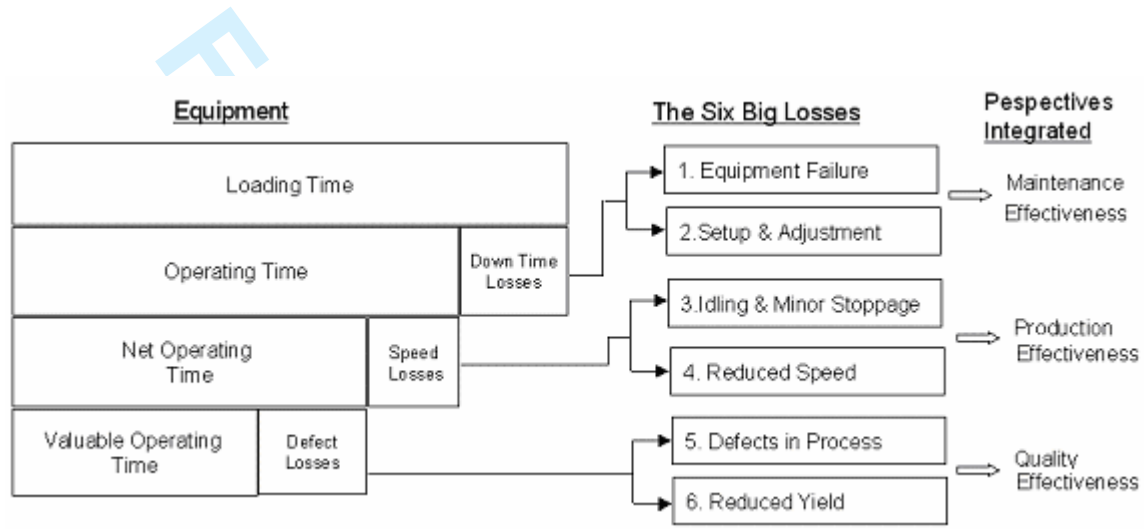 Equipment
The Six Big Losses
Pespectives
Integrated
Loading Time
Operating Time
Down Time
Losses
Net Operating
Time
Speed
Losses
Valuable Operating
Time
Defect
Losses
1. Equipment Failure
2.Setup & Adjustment
3.Idling & Minor Stoppage
4. Reduced Speed
5. Defects in Process
6. Reduced Yield
Maintenance
Effectiveness
Production
Effectiveness
Quality
Effectiveness